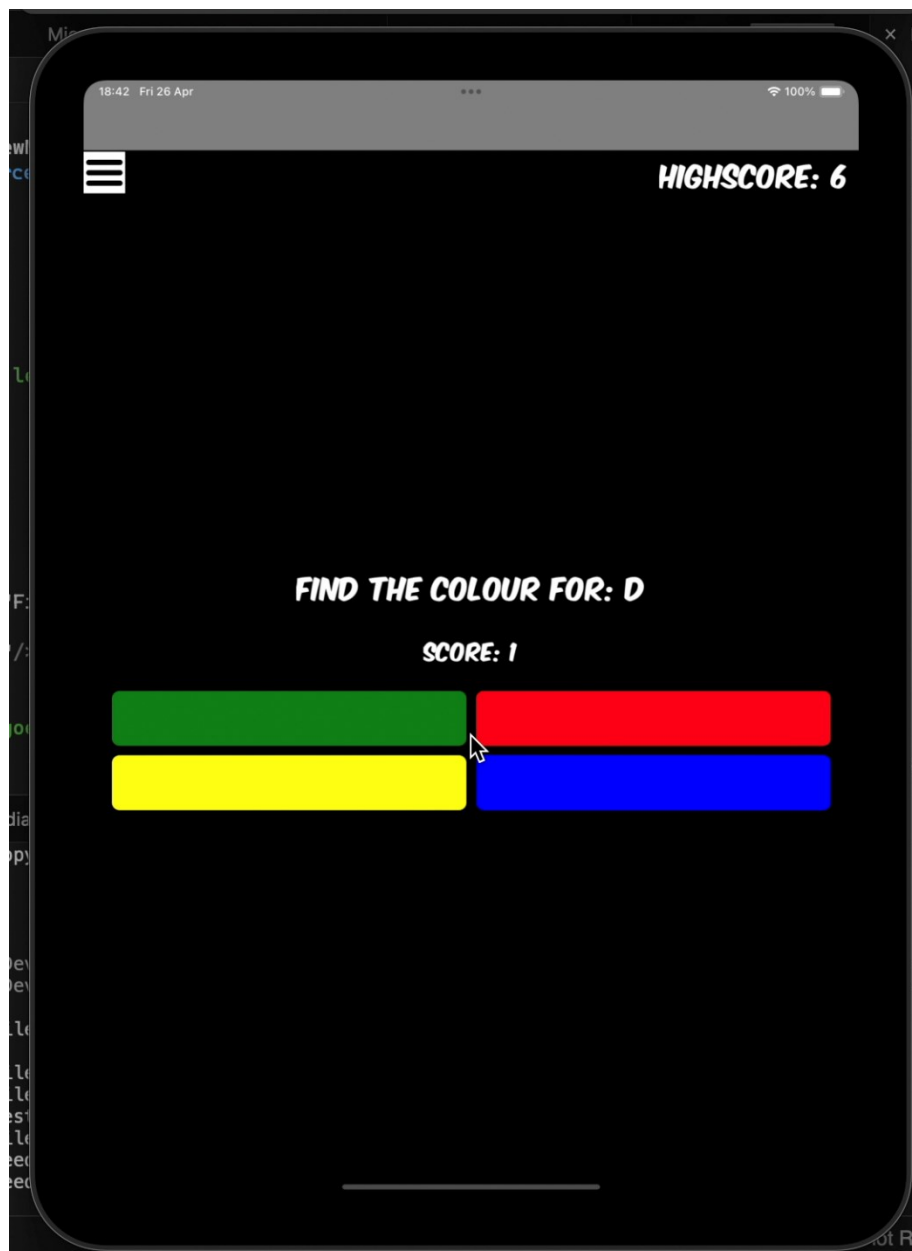 18:42 Fri 26 Apr
100%
HIGHSCORE: 6
FIND THE COLOUR FOR: D
SCORE: 1